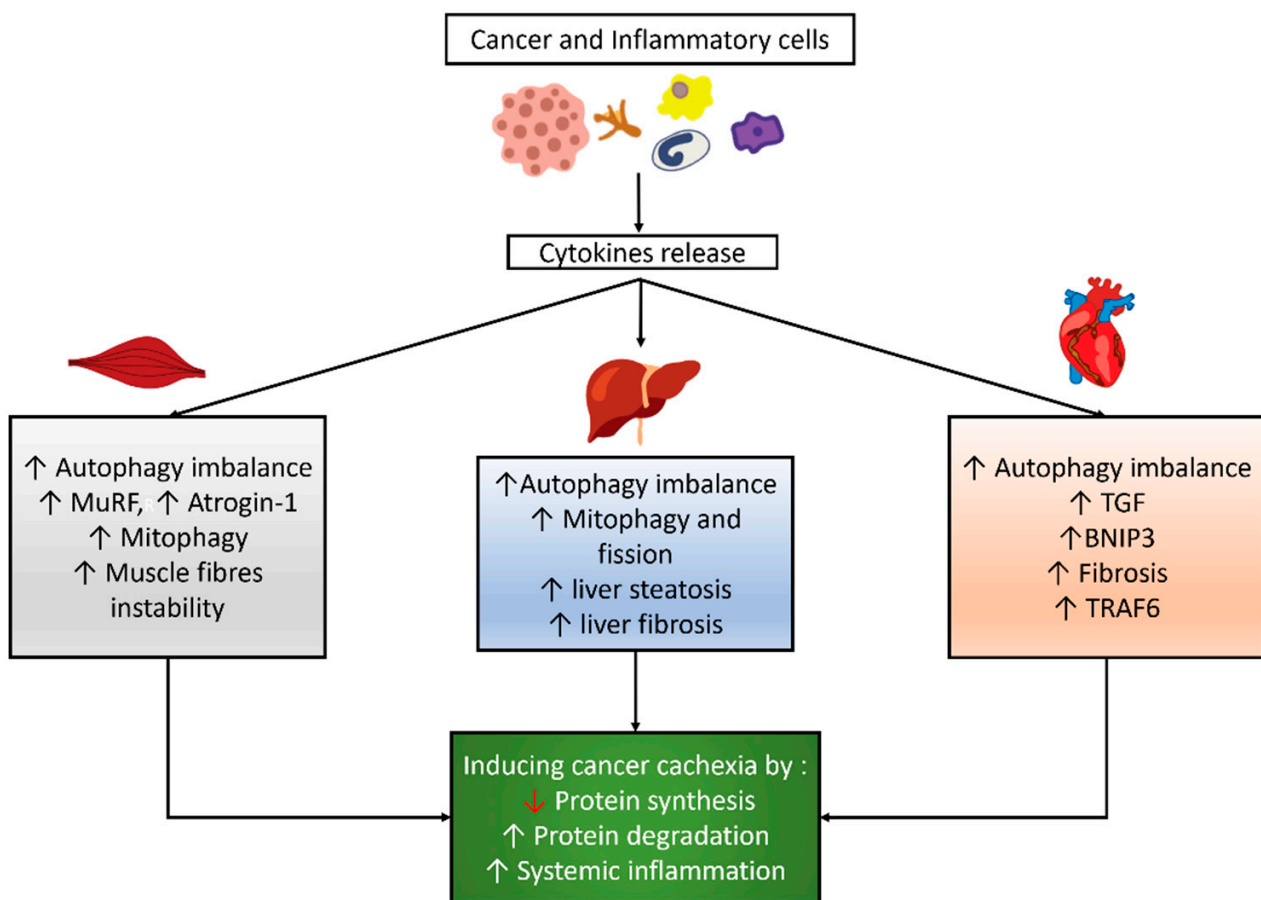 Cancer and Inflammatory cells
Cytokines release
↑ Autophagy imbalance
↑ MuRF, ↑ Atrogin-1
↑ Mitophagy
↑ Muscle fibres
instability
↑Autophagy imbalance
↑ Mitophagy and
fission
↑ liver steatosis
↑ liver fibrosis
↑ Autophagy imbalance
↑ TGF
↑BNIP3
↑ Fibrosis
↑ TRAF6
Inducing cancer cachexia by :
↓ Protein synthesis
↑ Protein degradation
↑ Systemic inflammation